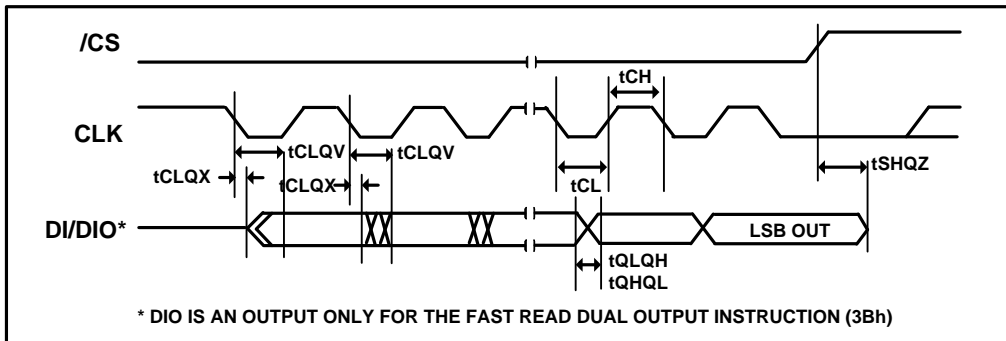 /CS
tCH
CLK
tCLQV
tCLQV
tSHQZ
tCLQX
tCLQX
tCL
DI/DIO*
LSB OUT
tQLQH
tQHQL
* DIO IS AN OUTPUT ONLY FOR THE FAST READ DUAL OUTPUT INSTRUCTION (3Bh)